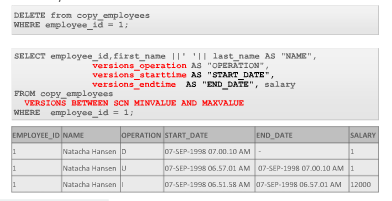 DELETE from copy_employees
WHERE employee_id = 1;
SELECT employee_id,first_name ||' '|| last_name AS "NAME",
versions_operation AS "OPERATION",
versions_starttime AS "START_DATE",
versions_endtime AS "END_DATE", salary
FROM copy_employees
VERSIONS BETWEEN SCN MINVALUE AND MAXVALUE
WHERE employee_id = 1;
EMPLOYEE_ID NAME OPERATION START_DATE END_DATE SALARY
1 Natacha Hansen D 07-SEP-1998 07.00.10 AM - 1
1 Natacha Hansen U 07-SEP-1998 06.57.01 AM 07-SEP-1998 07.00.10 AM 1
1 Natacha Hansen I 07-SEP-1998 06.51.58 AM 07-SEP-1998 06.57.01 AM 12000